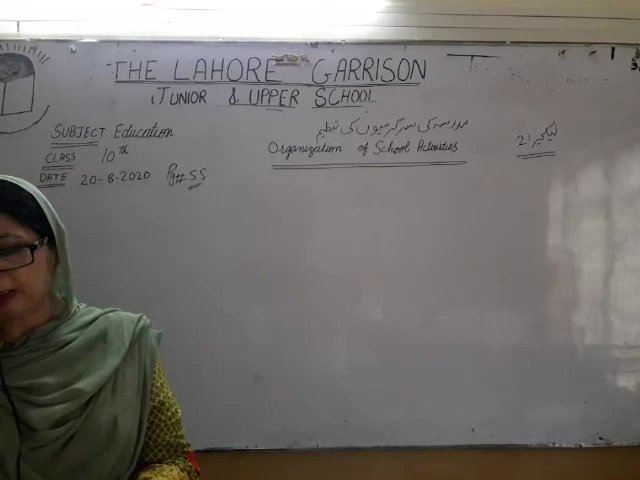 THE LAHORE GARRISON
JUNIOR & UPPER SCHOOL
SUBJECT Education
CLASS 10th
DATE 20-8-2020 Pg# 55
مدرسہ کی سرگرمیوں کی تنظیم
Organization of School Activities
لیکچر 21